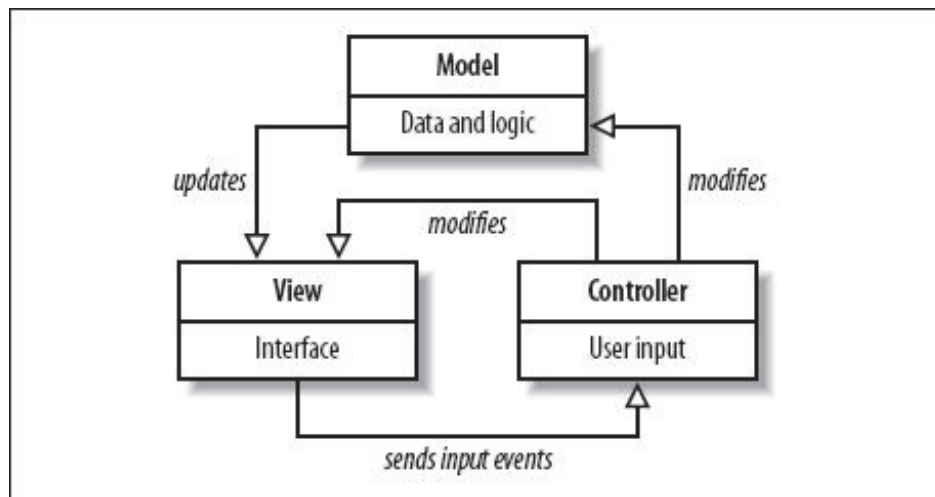 Model
Data and logic
updates
modifies
modifies
View
Interface
Controller
User input
sends input events